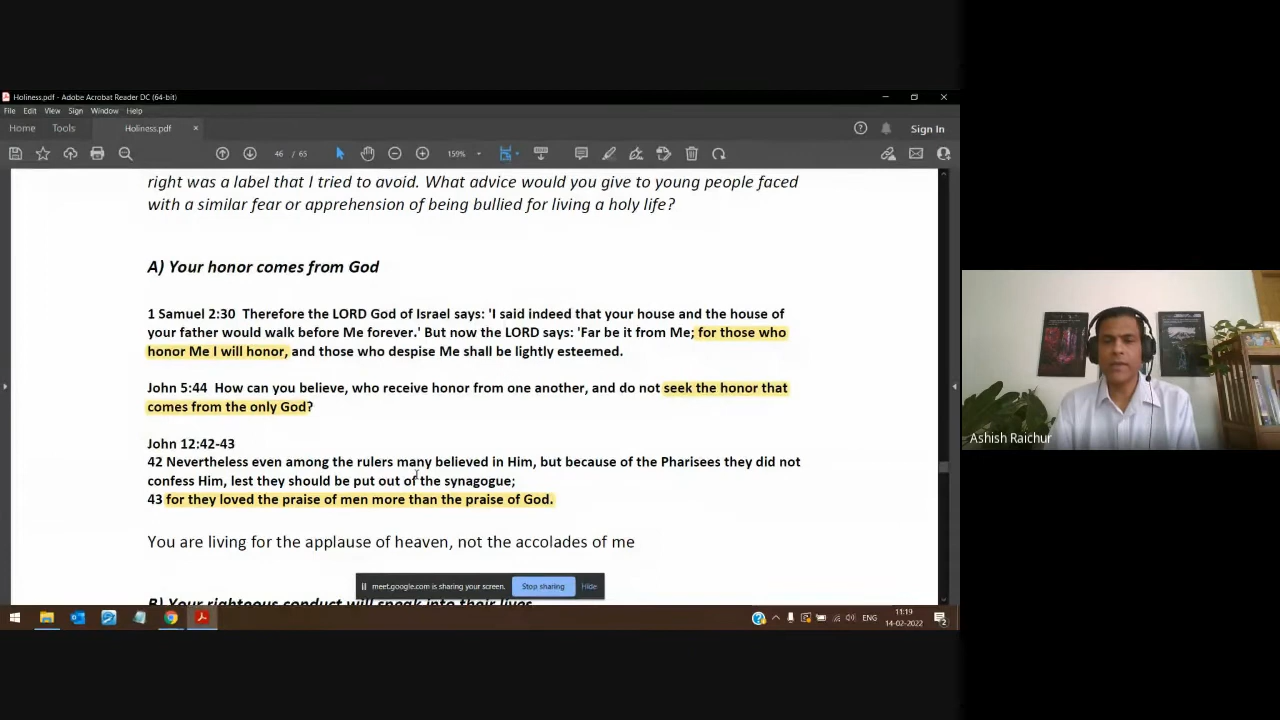 Holiness.pdf - Adobe Acrobat Reader DC (64-bit)
File Edit View Sign Window Help
Home Tools Holiness.pdf × Sign In
46 / 65 159%
right was a label that I tried to avoid. What advice would you give to young people faced
with a similar fear or apprehension of being bullied for living a holy life?
A) Your honor comes from God
1 Samuel 2:30 Therefore the LORD God of Israel says: 'I said indeed that your house and the house of
your father would walk before Me forever.' But now the LORD says: 'Far be it from Me; for those who
honor Me I will honor, and those who despise Me shall be lightly esteemed.
John 5:44 How can you believe, who receive honor from one another, and do not seek the honor that
comes from the only God?
John 12:42-43
42 Nevertheless even among the rulers many believed in Him, but because of the Pharisees they did not
confess Him, lest they should be put out of the synagogue;
43 for they loved the praise of men more than the praise of God.
You are living for the applause of heaven, not the accolades of me
meet.google.com is sharing your screen. Stop sharing Hide
B) Your righteous conduct will speak into their lives
ENG
11:19
14-02-2022
2
Ashish Raichur